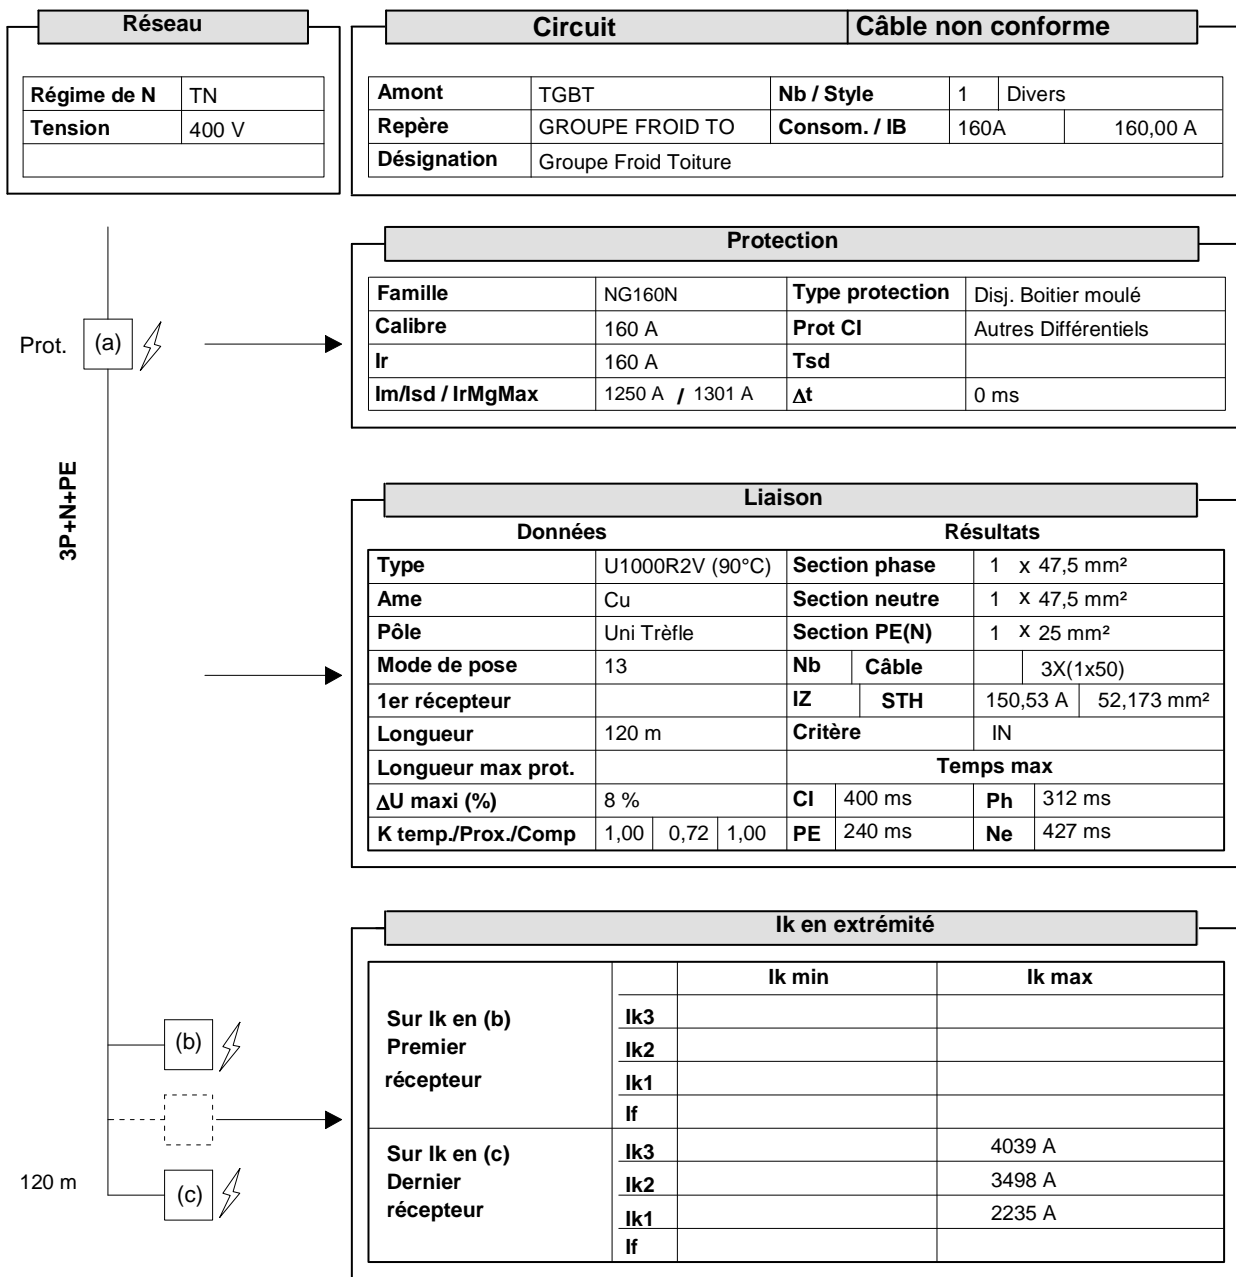 Réseau
Régime de N TN
Tension 400 V
Circuit Câble non conforme
Amont TGBT Nb / Style 1 Divers
Repère GROUPE FROID TO Consom. / IB 160A 160,00 A
Désignation Groupe Froid Toiture
Protection
Famille NG160N Type protection Disj. Boitier moulé
Calibre 160 A Prot CI Autres Différentiels
Ir 160 A Tsd
Im/Isd / IrMgMax 1250 A / 1301 A Δt 0 ms
Prot. (a)
3P+N+PE
Liaison
Données Résultats
Type U1000R2V (90°C) Section phase 1 x 47,5 mm²
Ame Cu Section neutre 1 x 47,5 mm²
Pôle Uni Trèfle Section PE(N) 1 x 25 mm²
Mode de pose 13 Nb Câble 3X(1x50)
1er récepteur IZ STH 150,53 A 52,173 mm²
Longueur 120 m Critère IN
Longueur max prot. Temps max
ΔU maxi (%) 8 % CI 400 ms Ph 312 ms
K temp./Prox./Comp 1,00 0,72 1,00 PE 240 ms Ne 427 ms
Ik en extrémité
Ik min Ik max
Sur Ik en (b)
Premier
récepteur
Ik3
Ik2
Ik1
If
(b)
Sur Ik en (c)
Dernier
récepteur
Ik3 4039 A
Ik2 3498 A
Ik1 2235 A
If
120 m (c)